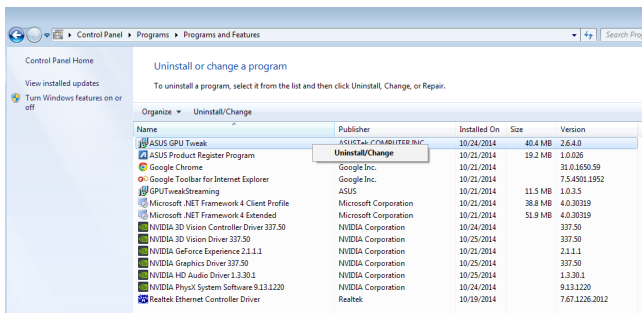 Control Panel ▸ Programs ▸ Programs and Features
Search Pro
Control Panel Home
View installed updates
Turn Windows features on or
off
Uninstall or change a program
To uninstall a program, select it from the list and then click Uninstall, Change, or Repair.
Organize Uninstall/Change
Name Publisher Installed On Size Version
ASUS GPU Tweak ASUSTek COMPUTER INC. 10/24/2014 40.4 MB 2.6.4.0
Uninstall/Change
ASUS Product Register Program 10/21/2014 19.2 MB 1.0.026
Google Chrome Google Inc. 10/21/2014 31.0.1650.59
Google Toolbar for Internet Explorer Google Inc. 10/21/2014 7.5.4501.1952
GPUTweakStreaming ASUS 10/21/2014 11.5 MB 1.0.3.5
Microsoft .NET Framework 4 Client Profile Microsoft Corporation 10/21/2014 38.8 MB 4.0.30319
Microsoft .NET Framework 4 Extended Microsoft Corporation 10/21/2014 51.9 MB 4.0.30319
NVIDIA 3D Vision Controller Driver 337.50 NVIDIA Corporation 10/24/2014 337.50
NVIDIA 3D Vision Driver 337.50 NVIDIA Corporation 10/25/2014 337.50
NVIDIA GeForce Experience 2.1.1.1 NVIDIA Corporation 10/21/2014 2.1.1.1
NVIDIA Graphics Driver 337.50 NVIDIA Corporation 10/25/2014 337.50
NVIDIA HD Audio Driver 1.3.30.1 NVIDIA Corporation 10/25/2014 1.3.30.1
NVIDIA PhysX System Software 9.13.1220 NVIDIA Corporation 10/24/2014 9.13.1220
Realtek Ethernet Controller Driver Realtek 10/19/2014 7.67.1226.2012